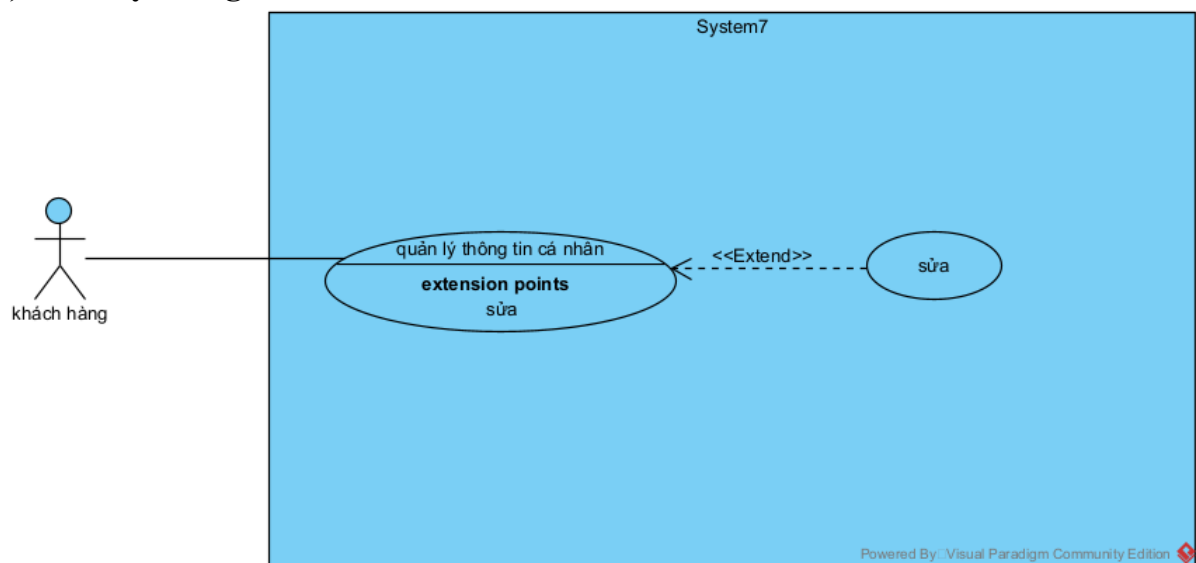 System7
khách hàng
quản lý thông tin cá nhân
extension points
sửa
<<Extend>>
sửa
Powered By Visual Paradigm Community Edition